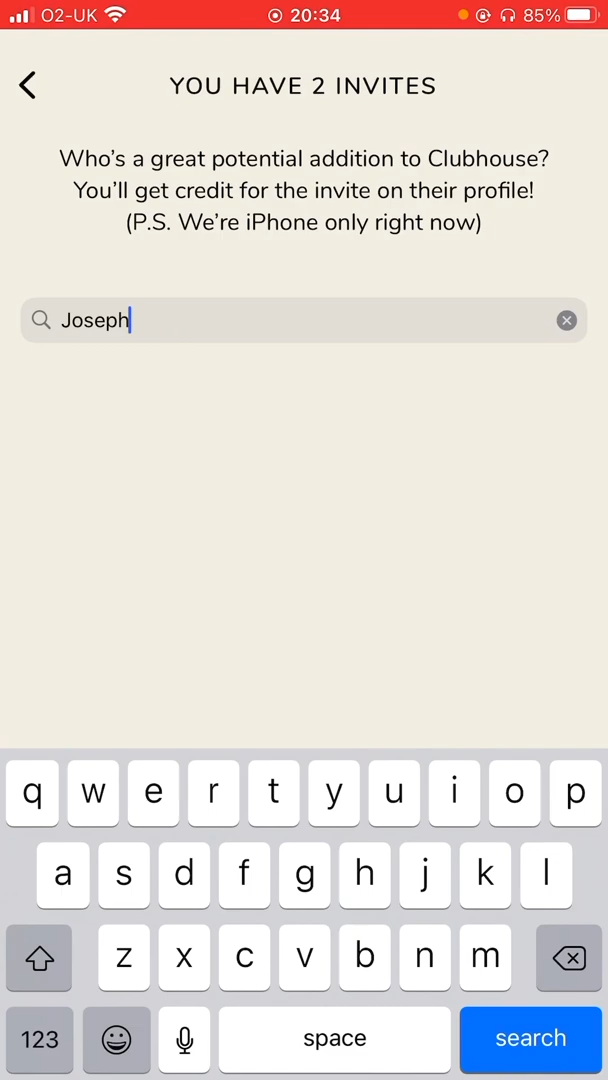 O2-UK 20:34 85%
YOU HAVE 2 INVITES
Who's a great potential addition to Clubhouse?
You'll get credit for the invite on their profile!
(P.S. We're iPhone only right now)
Joseph
q w e r t y u i o p
a s d f g h j k l
z x c v b n m
123 space search